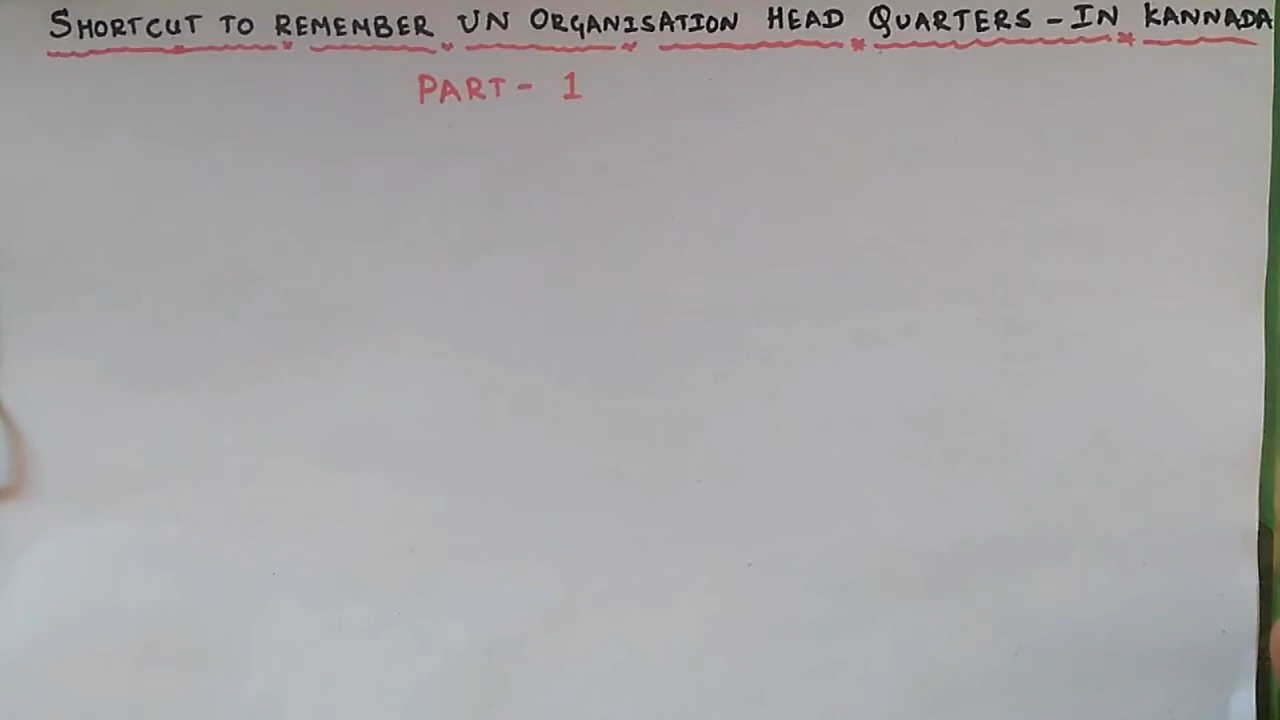 SHORTCUT TO REMEMBER UN ORGANISATION HEAD QUARTERS - IN KANNADA
PART - 1